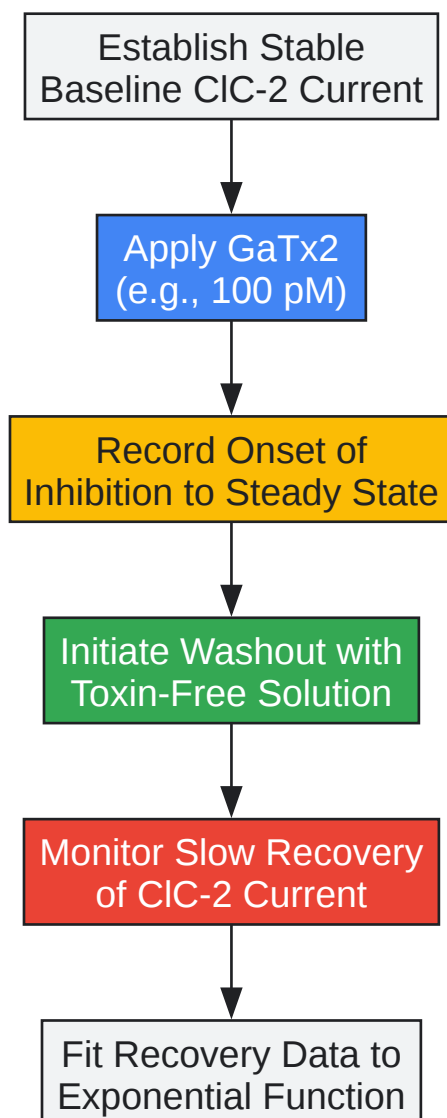 Establish Stable
Baseline ClC-2 Current
Apply GaTx2
(e.g., 100 pM)
Record Onset of
Inhibition to Steady State
Initiate Washout with
Toxin-Free Solution
Monitor Slow Recovery
of ClC-2 Current
Fit Recovery Data to
Exponential Function